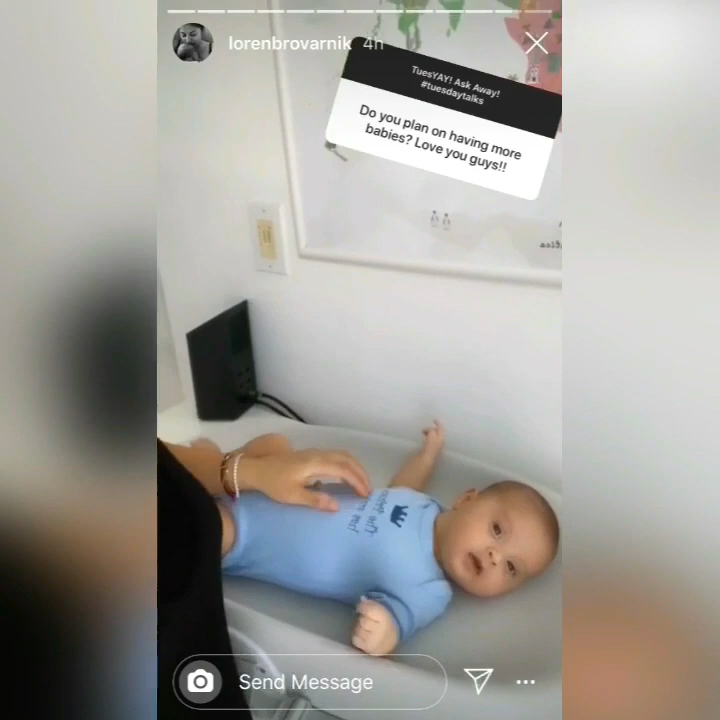 lorenbrovarnik 4h
TuesYAY! Ask Away!
#tuesdaytalks
Do you plan on having more
babies? Love you guys!!
Send Message